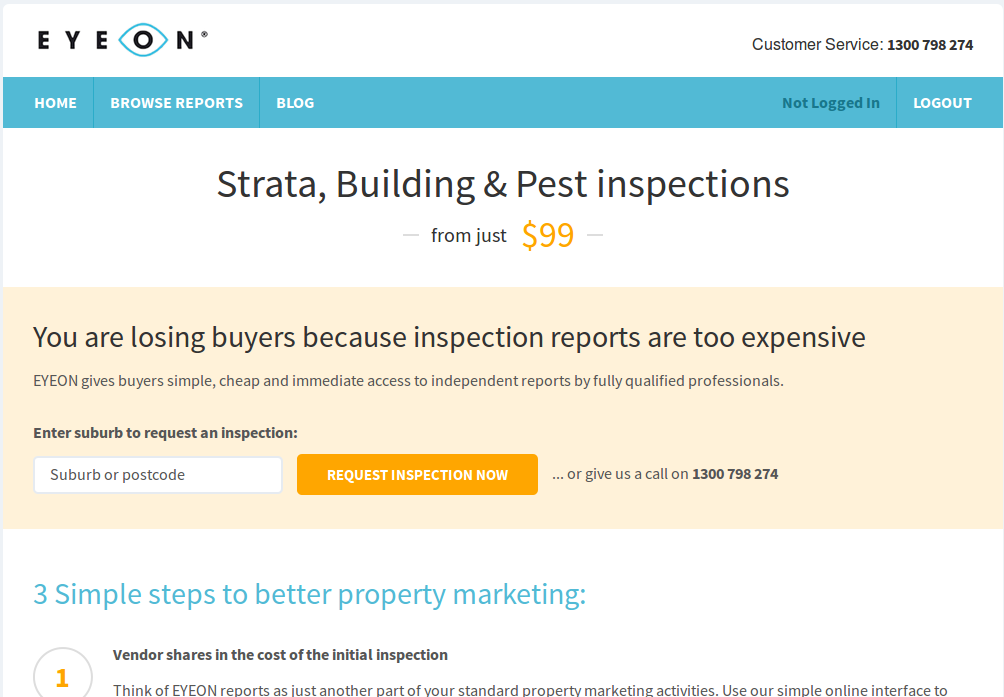 EYEON®
Customer Service: 1300 798 274
HOME
BROWSE REPORTS
BLOG
Not Logged In
LOGOUT
Strata, Building & Pest inspections
from just $99
You are losing buyers because inspection reports are too expensive
EYEON gives buyers simple, cheap and immediate access to independent reports by fully qualified professionals.
Enter suburb to request an inspection:
Suburb or postcode
REQUEST INSPECTION NOW
... or give us a call on 1300 798 274
3 Simple steps to better property marketing:
1
Vendor shares in the cost of the initial inspection
Think of EYEON reports as just another part of your standard property marketing activities. Use our simple online interface to